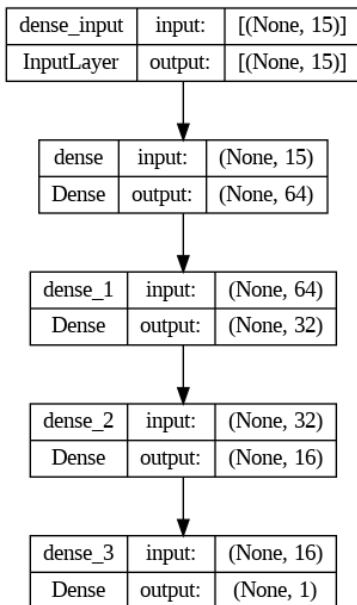 dense_input input: [(None, 15)]
InputLayer output: [(None, 15)]
dense input: (None, 15)
Dense output: (None, 64)
dense_1 input: (None, 64)
Dense output: (None, 32)
dense_2 input: (None, 32)
Dense output: (None, 16)
dense_3 input: (None, 16)
Dense output: (None, 1)